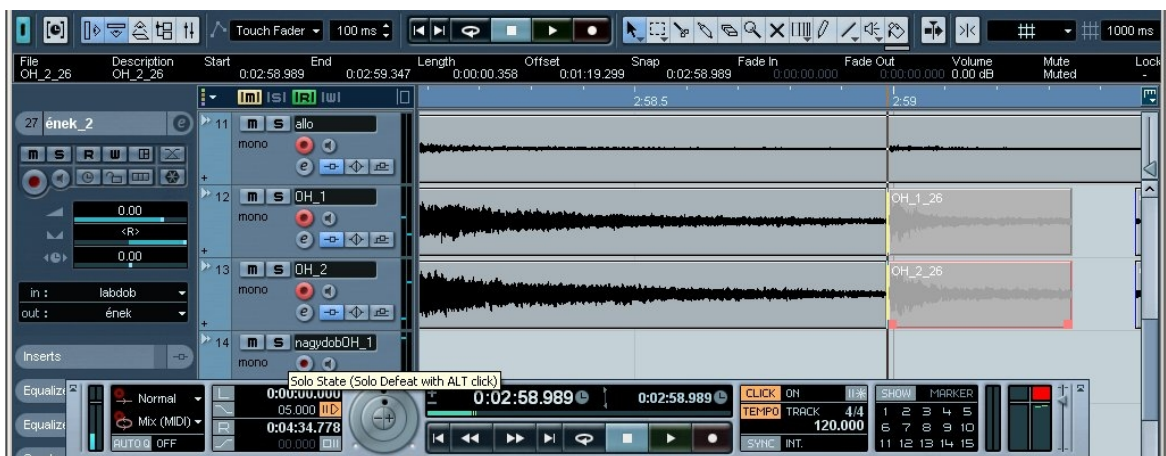 Touch Fader 100 ms 1000 ms
File Description Start End Length Offset Snap Fade In Fade Out Volume Mute Lock
OH_2_26 OH_2_26 0:02:58.989 0:02:59.347 0:00:00.358 0:01:19.299 0:02:58.989 0:00:00.000 0:00:00.000 0.00 dB Muted -
[m] |S| |R| |W| 2:58.5 2:59
27 ének_2 e
m S R W
0.00
<R>
0.00
in : labdob
out : ének
Inserts
Equalize
Equalize
11 m S allo
mono
e
12 m S OH_1
mono
e
13 m S OH_2
mono
e
14 m S nagydobOH_1
mono
OH_1_26
OH_2_26
Solo State (Solo Defeat with ALT click)
Normal
Mix (MIDI)
AUTO Q OFF
L 0:00:00.000
05.000
R 0:04:34.778
00.000
0:02:58.989 0:02:58.989
CLICK ON
TEMPO TRACK 4/4
120.000
SYNC INT.
SHOW MARKER
1 2 3 4 5
6 7 8 9 10
11 12 13 14 15